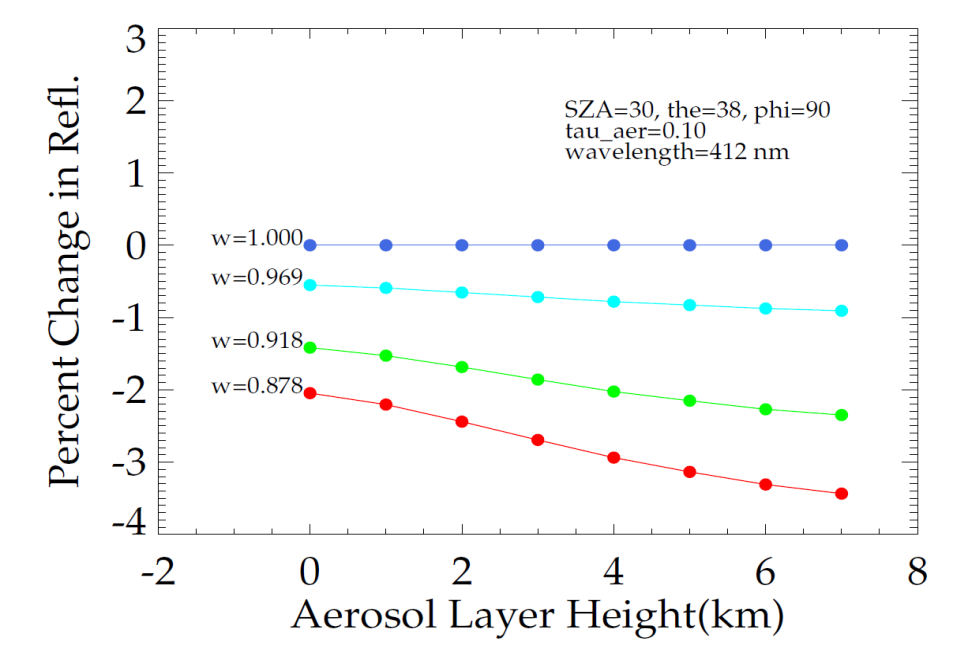 3
2
1
0
-1
-2
-3
-4
Percent Change in Refl.
SZA=30, the=38, phi=90
tau_aer=0.10
wavelength=412 nm
w=1.000
w=0.969
w=0.918
w=0.878
-2 0 2 4 6 8
Aerosol Layer Height(km)